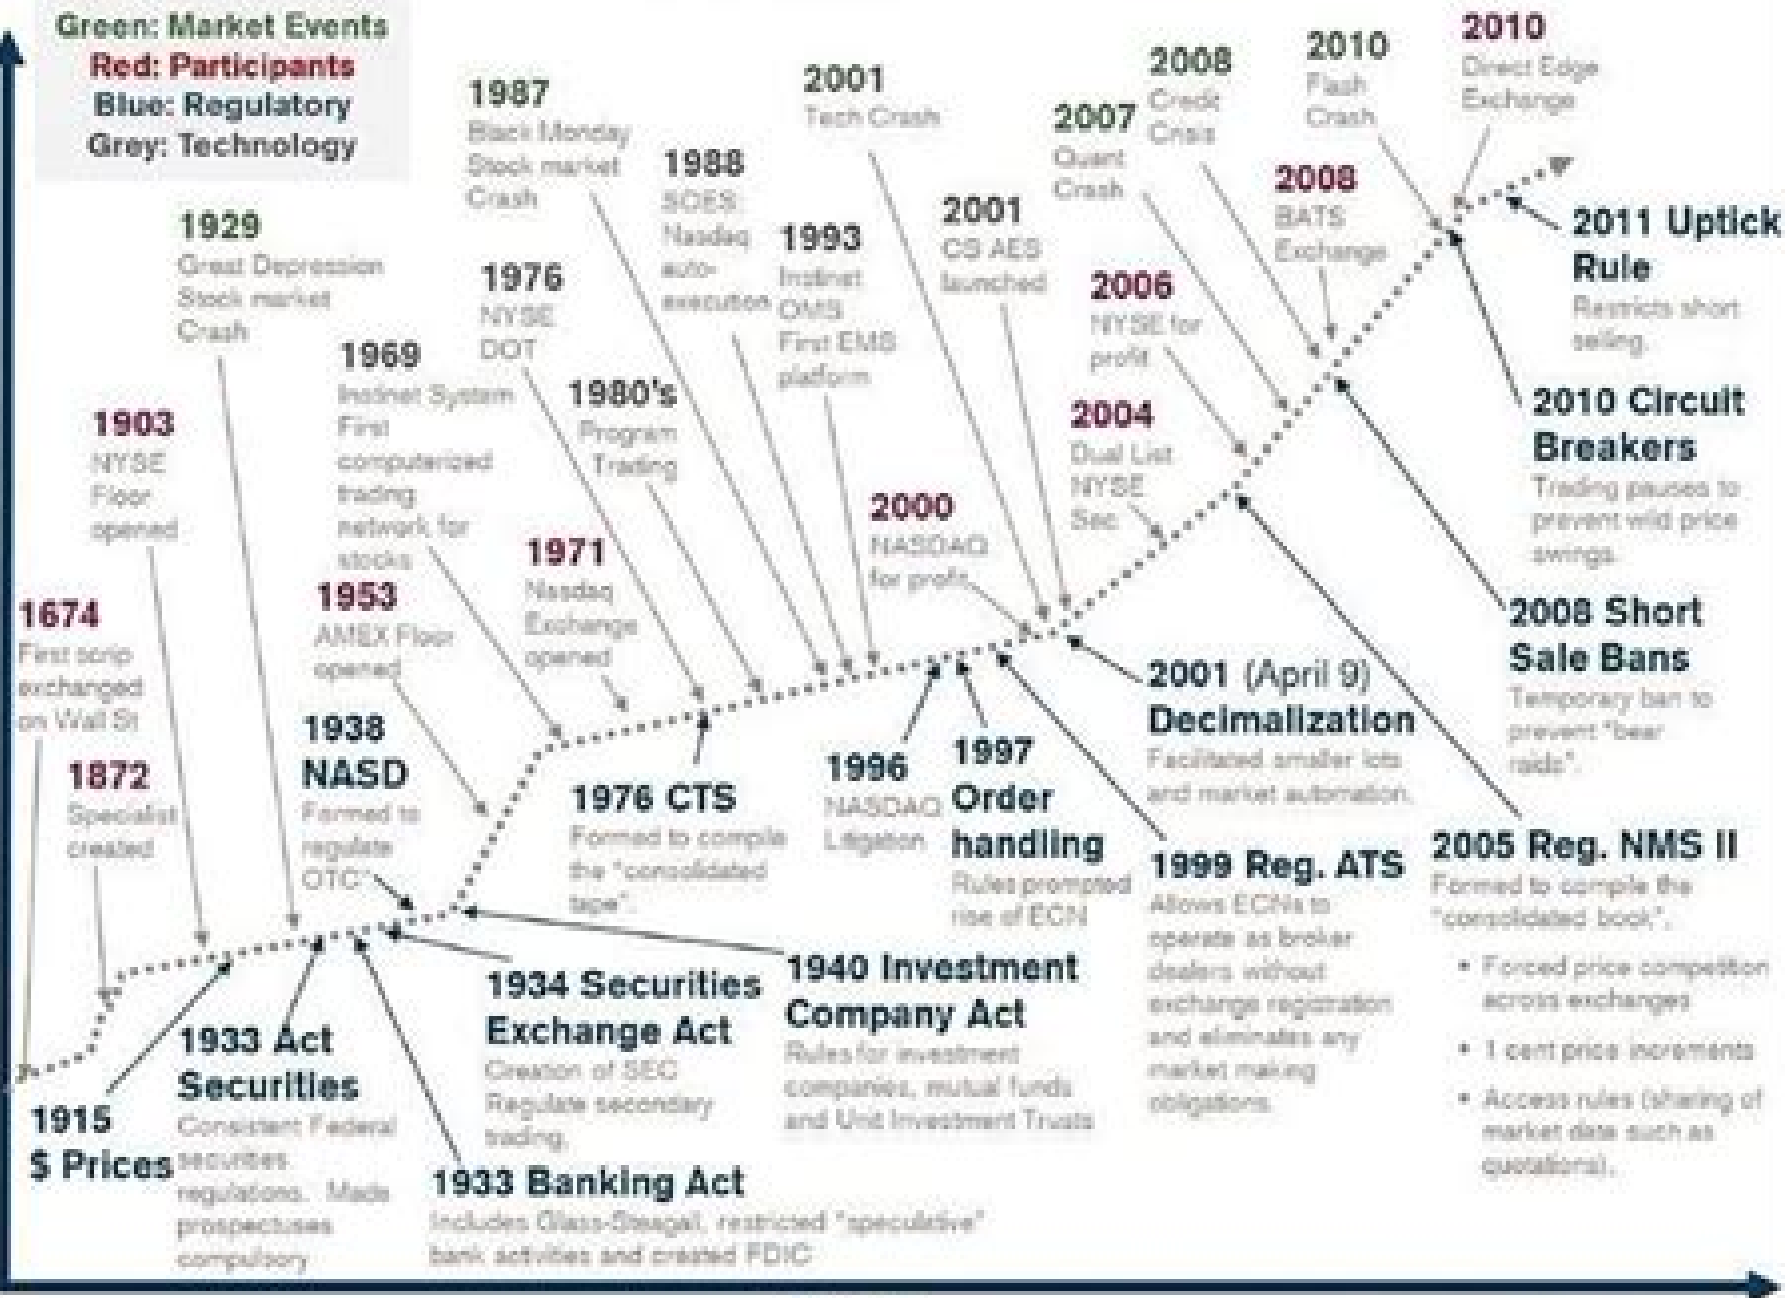 Green: Market Events
Red: Participants
Blue: Regulatory
Grey: Technology
1674
First scrip
exchanged
on Wall St
1872
Specialist
created
1903
NYSE
Floor
opened
1929
Great Depression
Stock market
Crash
1953
AMEX Floor
opened
1969
Instinet System
First
computerized
trading
network for
stocks
1971
Nasdaq
Exchange
opened
1976
NYSE
DOT
1980's
Program
Trading
1987
Black Monday
Stock market
Crash
1988
SOES:
Nasdaq
auto-
execution
1993
Instinet
OMS
First EMS
platform
2000
NASDAQ
for profit
2001
Tech Crash
2001
CS AES
launched
2004
Dual List
NYSE
Sec
2006
NYSE for
profit
2007
Quant
Crash
2008
Credit
Crisis
2008
BATS
Exchange
2010
Flash
Crash
2010
Direct Edge
Exchange
1915
$ Prices
1933 Act
Securities
Consistent Federal
securities
regulations. Made
prospectuses
compulsory
1933 Banking Act
Includes Glass-Steagall, restricted "speculative"
bank activities and created FDIC
1934 Securities
Exchange Act
Creation of SEC
Regulate secondary
trading.
1938
NASD
Formed to
regulate
OTC
1940 Investment
Company Act
Rules for investment
companies, mutual funds
and Unit Investment Trusts
1976 CTS
Formed to compile
the "consolidated
tape".
1996
NASDAQ
Litigation
1997
Order
handling
Rules prompted
rise of ECN
1999 Reg. ATS
Allows ECNs to
operate as broker
dealers without
exchange registration
and eliminates any
market making
obligations.
2001 (April 9)
Decimalization
Facilitated smaller lots
and market automation.
2005 Reg. NMS II
Formed to compile the
"consolidated book".
• Forced price competition
across exchanges
• 1 cent price increments
• Access rules (sharing of
market data such as
quotations).
2008 Short
Sale Bans
Temporary ban to
prevent "bear
raids".
2010 Circuit
Breakers
Trading pauses to
prevent wild price
swings.
2011 Uptick
Rule
Restricts short
selling.